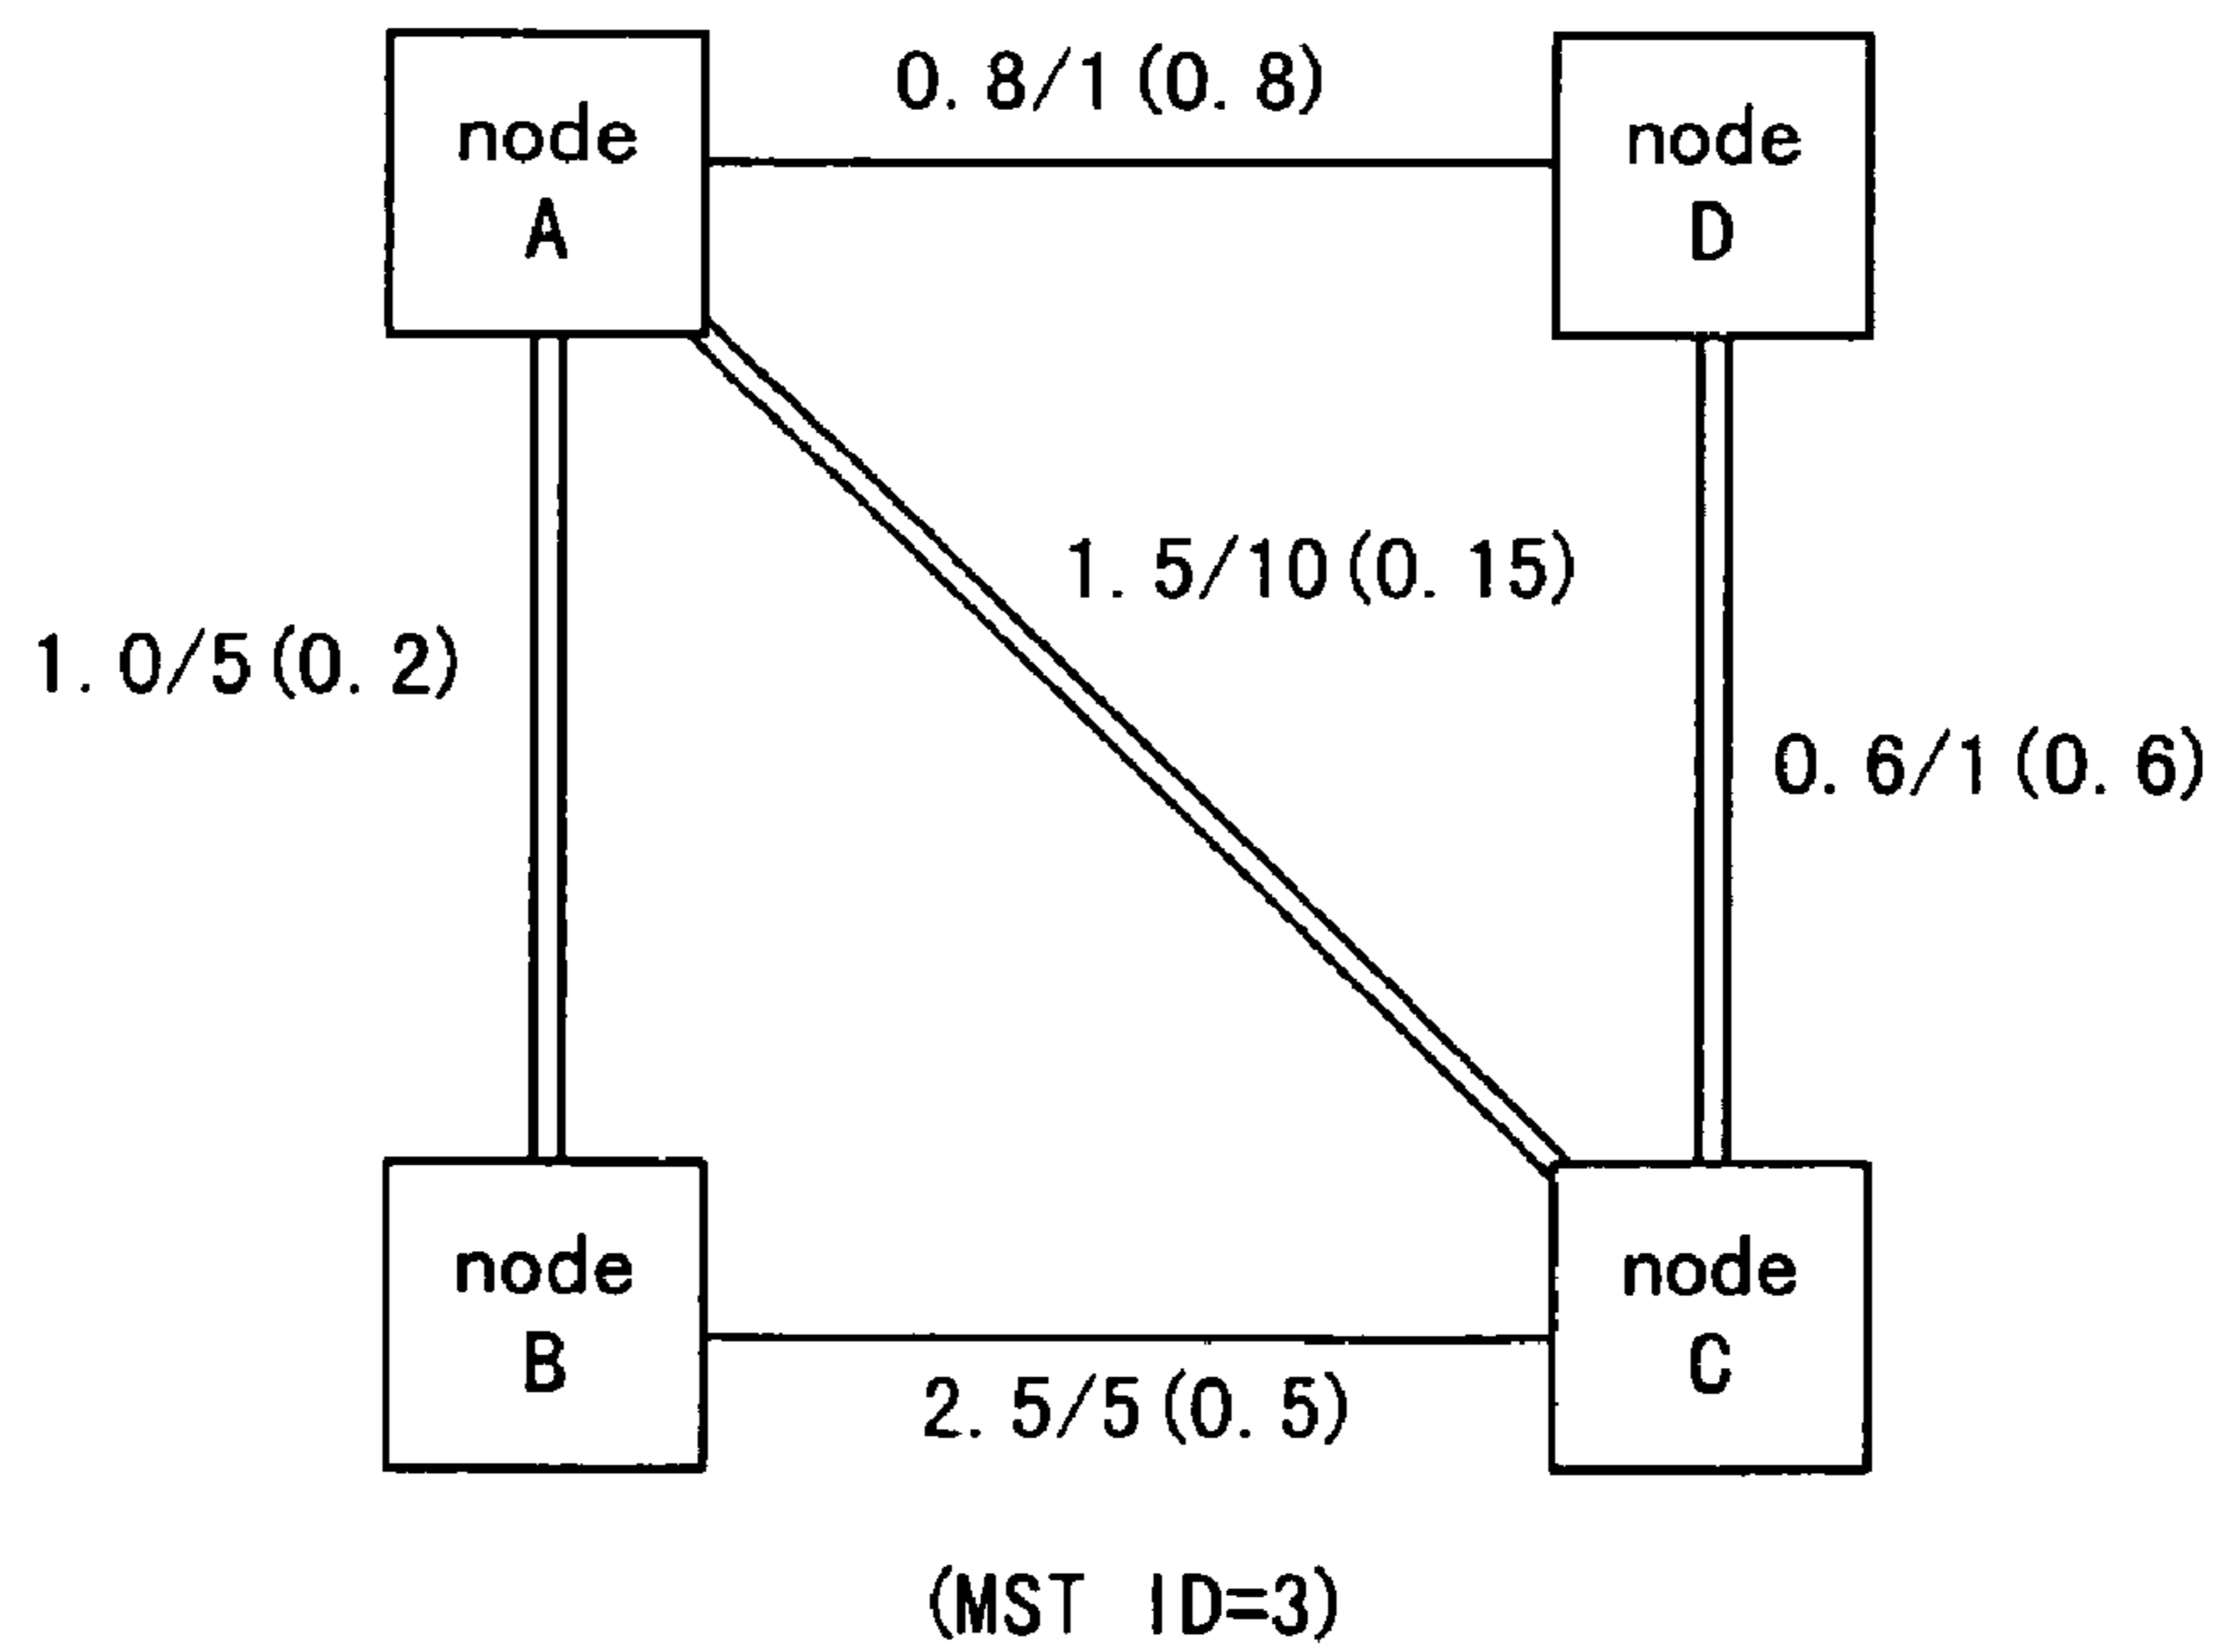 node
A
0.8/1(0.8)
node
D
1.5/10(0.15)
1.0/5(0.2)
0.6/1(0.6)
node
B
2.5/5(0.5)
node
C
(MST ID=3)